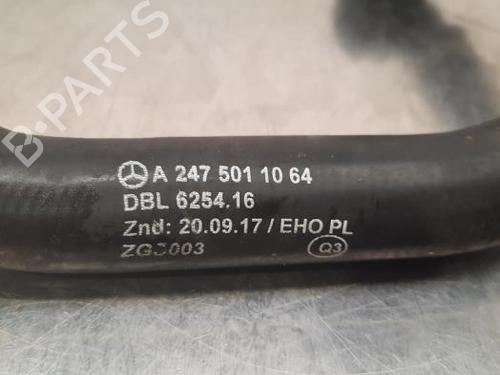 A 247 501 10 64
DBL 6254.16
Znd: 20.09.17 / EHO PL
Q3
B-PARTS